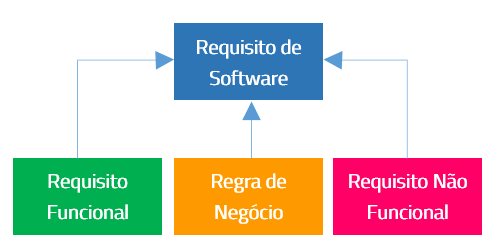 Requisito de
Software
Requisito
Funcional
Regra de
Negócio
Requisito Não
Funcional